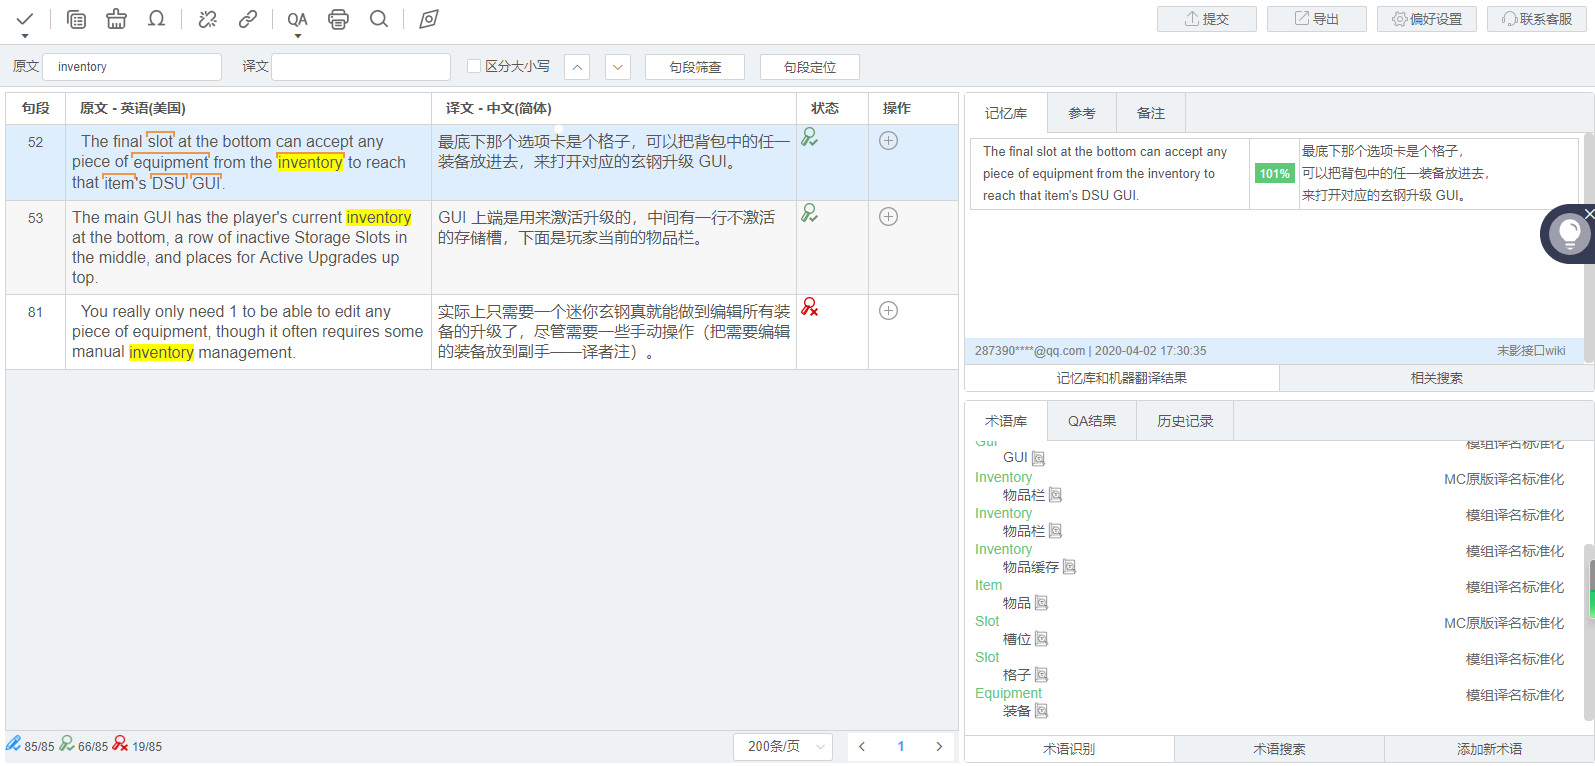 QA
提交
导出
偏好设置
联系客服
原文
inventory
译文
区分大小写
句段筛查
句段定位
句段
原文 - 英语(美国)
译文 - 中文(简体)
状态
操作
52
The final slot at the bottom can accept any
piece of equipment from the inventory to reach
that item's DSU GUI.
最底下那个选项卡是个格子，可以把背包中的任一
装备放进去，来打开对应的玄钢升级 GUI。
53
The main GUI has the player's current inventory
at the bottom, a row of inactive Storage Slots in
the middle, and places for Active Upgrades up
top.
GUI 上端是用来激活升级的，中间有一行不激活
的存储槽，下面是玩家当前的物品栏。
81
You really only need 1 to be able to edit any
piece of equipment, though it often requires some
manual inventory management.
实际上只需要一个迷你玄钢真就能做到编辑所有装
备的升级了，尽管需要一些手动操作（把需要编辑
的装备放到副手——译者注）。
85/85
66/85
19/85
200条/页
1
记忆库
参考
备注
The final slot at the bottom can accept any
piece of equipment from the inventory to
reach that item's DSU GUI.
101%
最底下那个选项卡是个格子，
可以把背包中的任一装备放进去，
来打开对应的玄钢升级 GUI。
287390****@qq.com | 2020-04-02 17:30:35
末影接口wiki
记忆库和机器翻译结果
相关搜索
术语库
QA结果
历史记录
Gui
模组译名标准化
GUI
Inventory
MC原版译名标准化
物品栏
Inventory
模组译名标准化
物品栏
Inventory
模组译名标准化
物品缓存
Item
模组译名标准化
物品
Slot
MC原版译名标准化
槽位
Slot
模组译名标准化
格子
Equipment
模组译名标准化
装备
术语识别
术语搜索
添加新术语